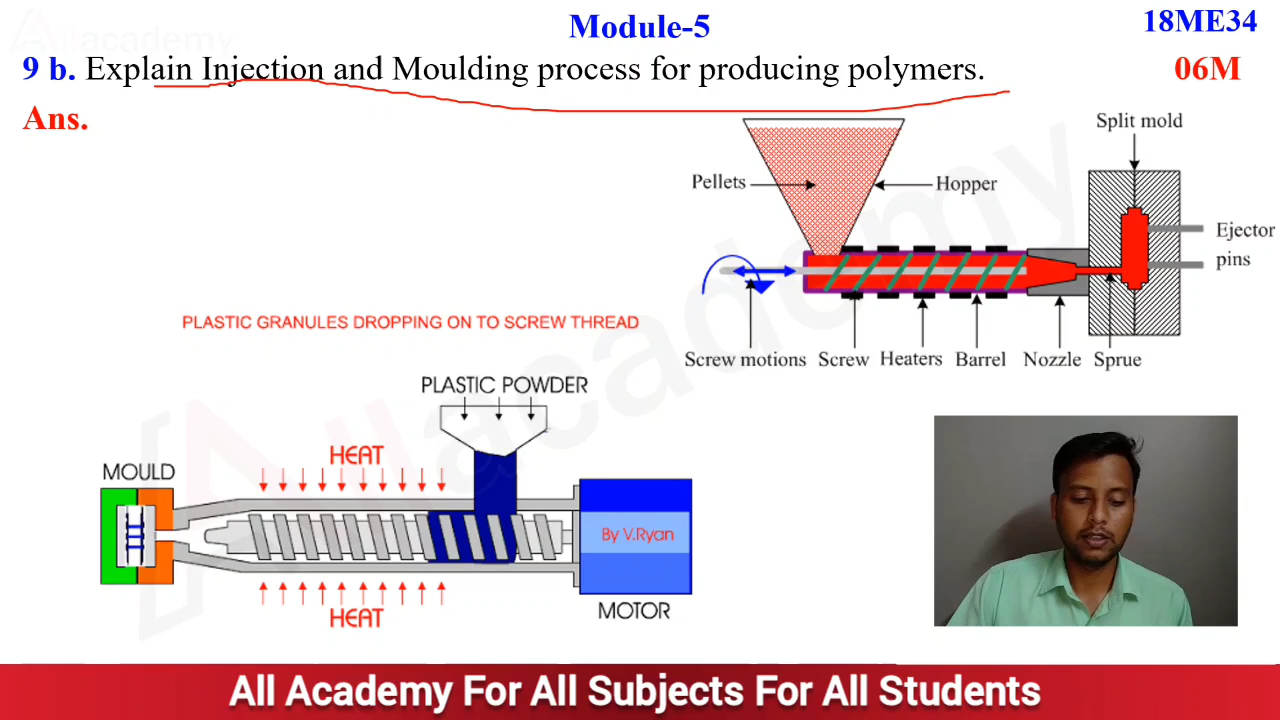 Allacademy
Module-5
18ME34
9 b. Explain Injection and Moulding process for producing polymers.
06M
Ans.
Split mold
Pellets
Hopper
Ejector
pins
Screw motions
Screw
Heaters
Barrel
Nozzle
Sprue
PLASTIC GRANULES DROPPING ON TO SCREW THREAD
PLASTIC POWDER
HEAT
MOULD
By V.Ryan
HEAT
MOTOR
Allacademy
All Academy For All Subjects For All Students